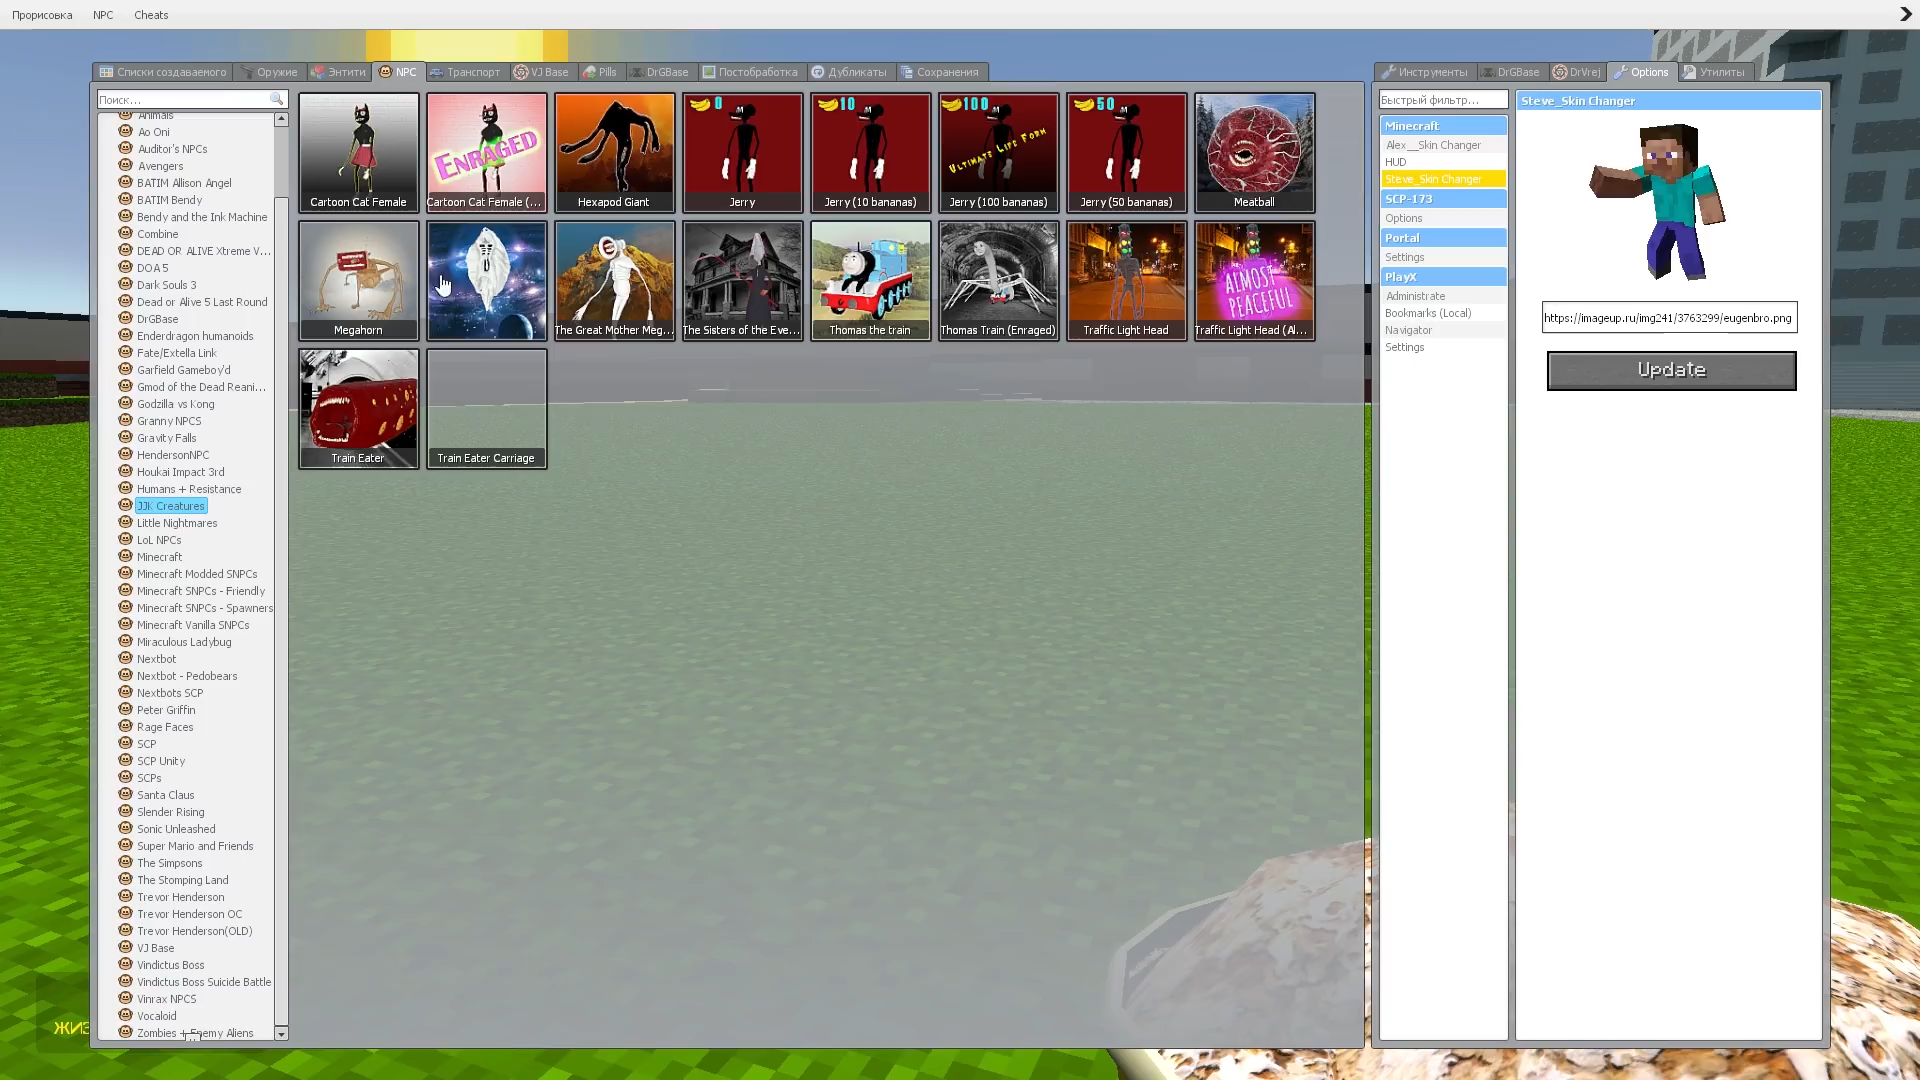 Прорисовка NPC Cheats
Списки создаваемого Оружие Энтити NPC Транспорт VJ Base Pills DrGBase Постобработка Дубликаты Сохранения
Инструменты DrGBase DrVrej Options Утилиты
Поиск...
Animals
Ao Oni
Auditor's NPCs
Avengers
BATIM Allison Angel
BATIM Bendy
Bendy and the Ink Machine
Combine
DEAD OR ALIVE Xtreme V...
DOA 5
Dark Souls 3
Dead or Alive 5 Last Round
DrGBase
Enderdragon humanoids
Fate/Extella Link
Garfield Gameboy'd
Gmod of the Dead Reani...
Godzilla vs Kong
Granny NPCS
Gravity Falls
HendersonNPC
Houkai Impact 3rd
Humans + Resistance
JJK Creatures
Little Nightmares
LoL NPCs
Minecraft
Minecraft Modded SNPCs
Minecraft SNPCs - Friendly
Minecraft SNPCs - Spawners
Minecraft Vanilla SNPCs
Miraculous Ladybug
Nextbot
Nextbot - Pedobears
Nextbots SCP
Peter Griffin
Rage Faces
SCP
SCP Unity
SCPs
Santa Claus
Slender Rising
Sonic Unleashed
Super Mario and Friends
The Simpsons
The Stomping Land
Trevor Henderson
Trevor Henderson OC
Trevor Henderson(OLD)
VJ Base
Vindictus Boss
Vindictus Boss Suicide Battle
Vinrax NPCS
Vocaloid
Zombies + Enemy Aliens
ENRAGED
0
10
100
ULTIMATE LIFE FORM
50
Cartoon Cat Female
Cartoon Cat Female (...
Hexapod Giant
Jerry
Jerry (10 bananas)
Jerry (100 bananas)
Jerry (50 bananas)
Meatball
ALMOST
PEACEFUL
Megahorn
The Great Mother Meg...
The Sisters of the Eve...
Thomas the train
Thomas Train (Enraged)
Traffic Light Head
Traffic Light Head (Al...
Train Eater
Train Eater Carriage
Быстрый фильтр...
Minecraft
Alex__Skin Changer
HUD
Steve_Skin Changer
SCP-173
Options
Portal
Settings
PlayX
Administrate
Bookmarks (Local)
Navigator
Settings
Steve_Skin Changer
https://imageup.ru/img241/3763299/eugenbro.png
Update